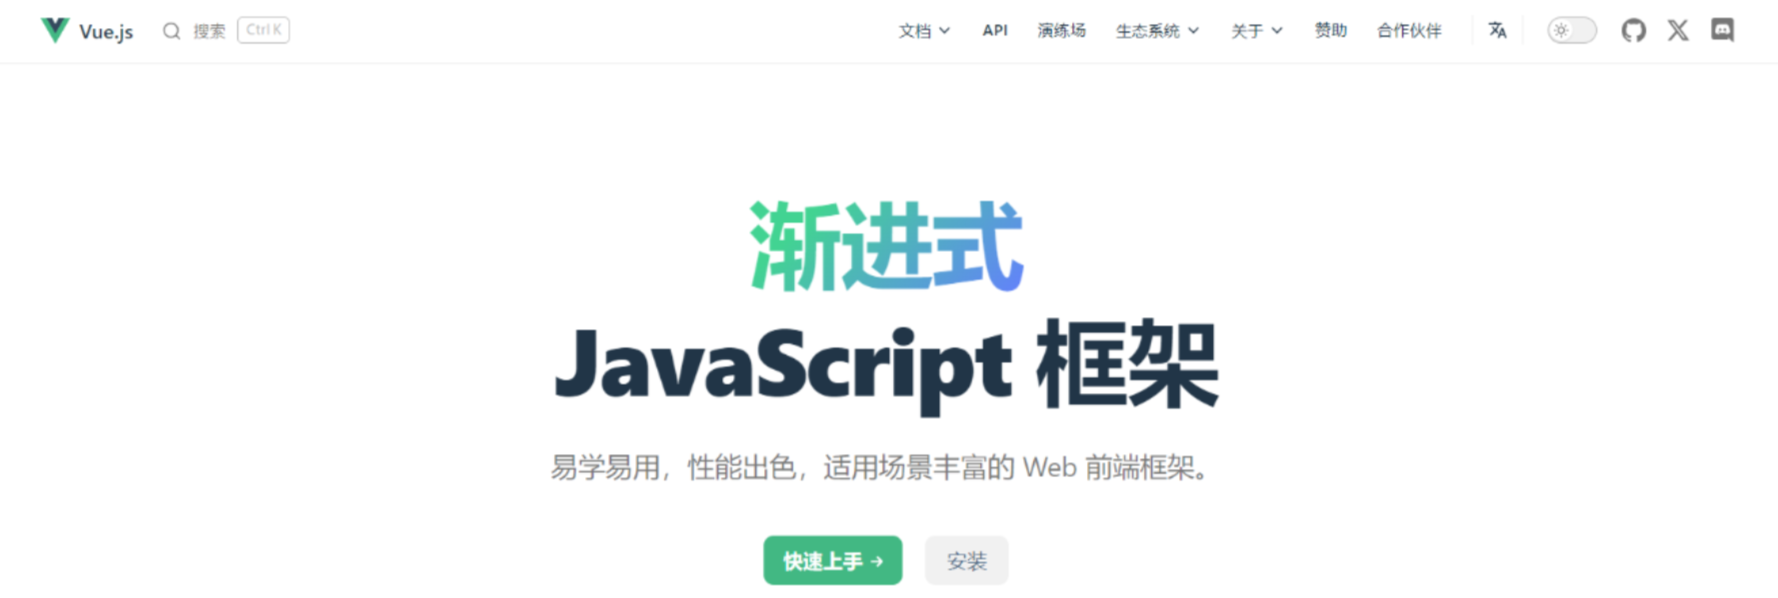 Vue.js 搜索 Ctrl K 文档 API 演练场 生态系统 关于 赞助 合作伙伴
渐进式
JavaScript 框架
易学易用，性能出色，适用场景丰富的 Web 前端框架。
快速上手 → 安装